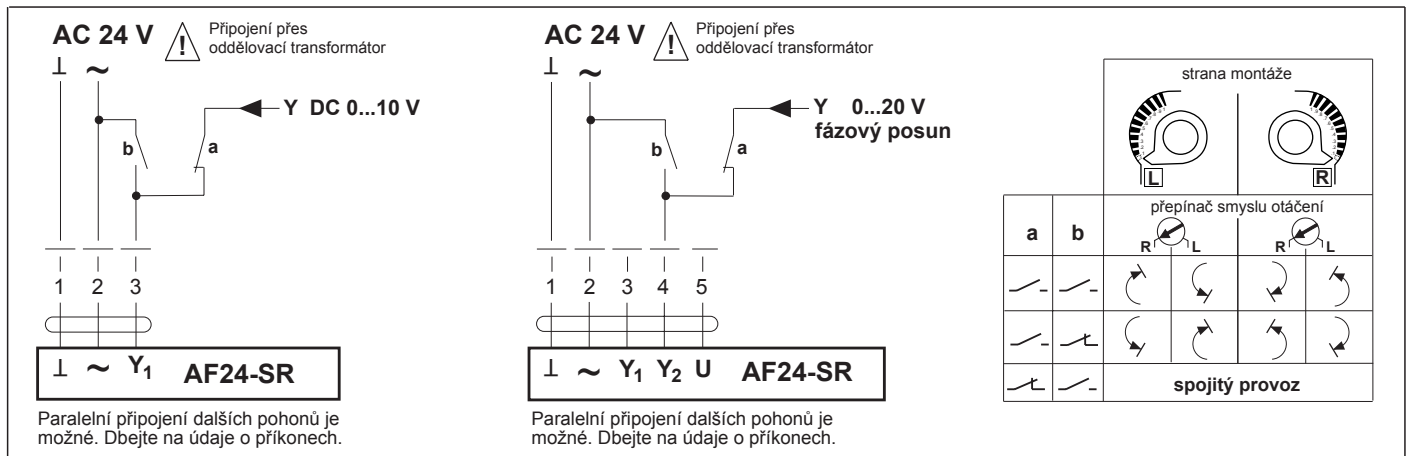 AC 24 V
! Připojení přes
oddělovací transformátor
⊥ ~
Y DC 0...10 V
b a
1 2 3
⊥ ~ Y1 AF24-SR
Paralelní připojení dalších pohonů je
možné. Dbejte na údaje o příkonech.
AC 24 V
! Připojení přes
oddělovací transformátor
⊥ ~
Y 0...20 V
fázový posun
b a
1 2 3 4 5
⊥ ~ Y1 Y2 U AF24-SR
Paralelní připojení dalších pohonů je
možné. Dbejte na údaje o příkonech.
strana montáže
L R
přepínač smyslu otáčení
a b
R L R L
spojitý provoz